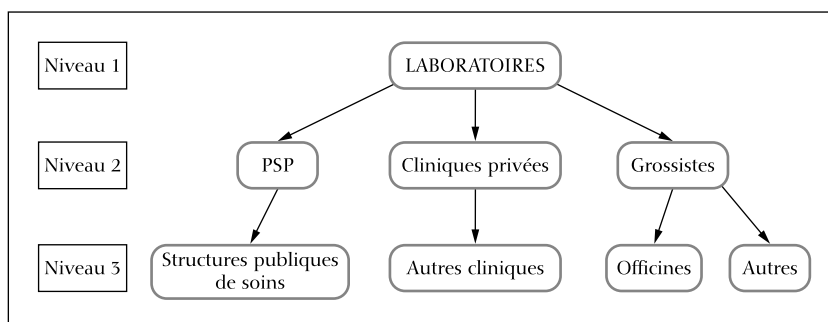 Niveau 1
LABORATOIRES
Niveau 2
PSP
Cliniques privées
Grossistes
Niveau 3
Structures publiques
de soins
Autres cliniques
Officines
Autres